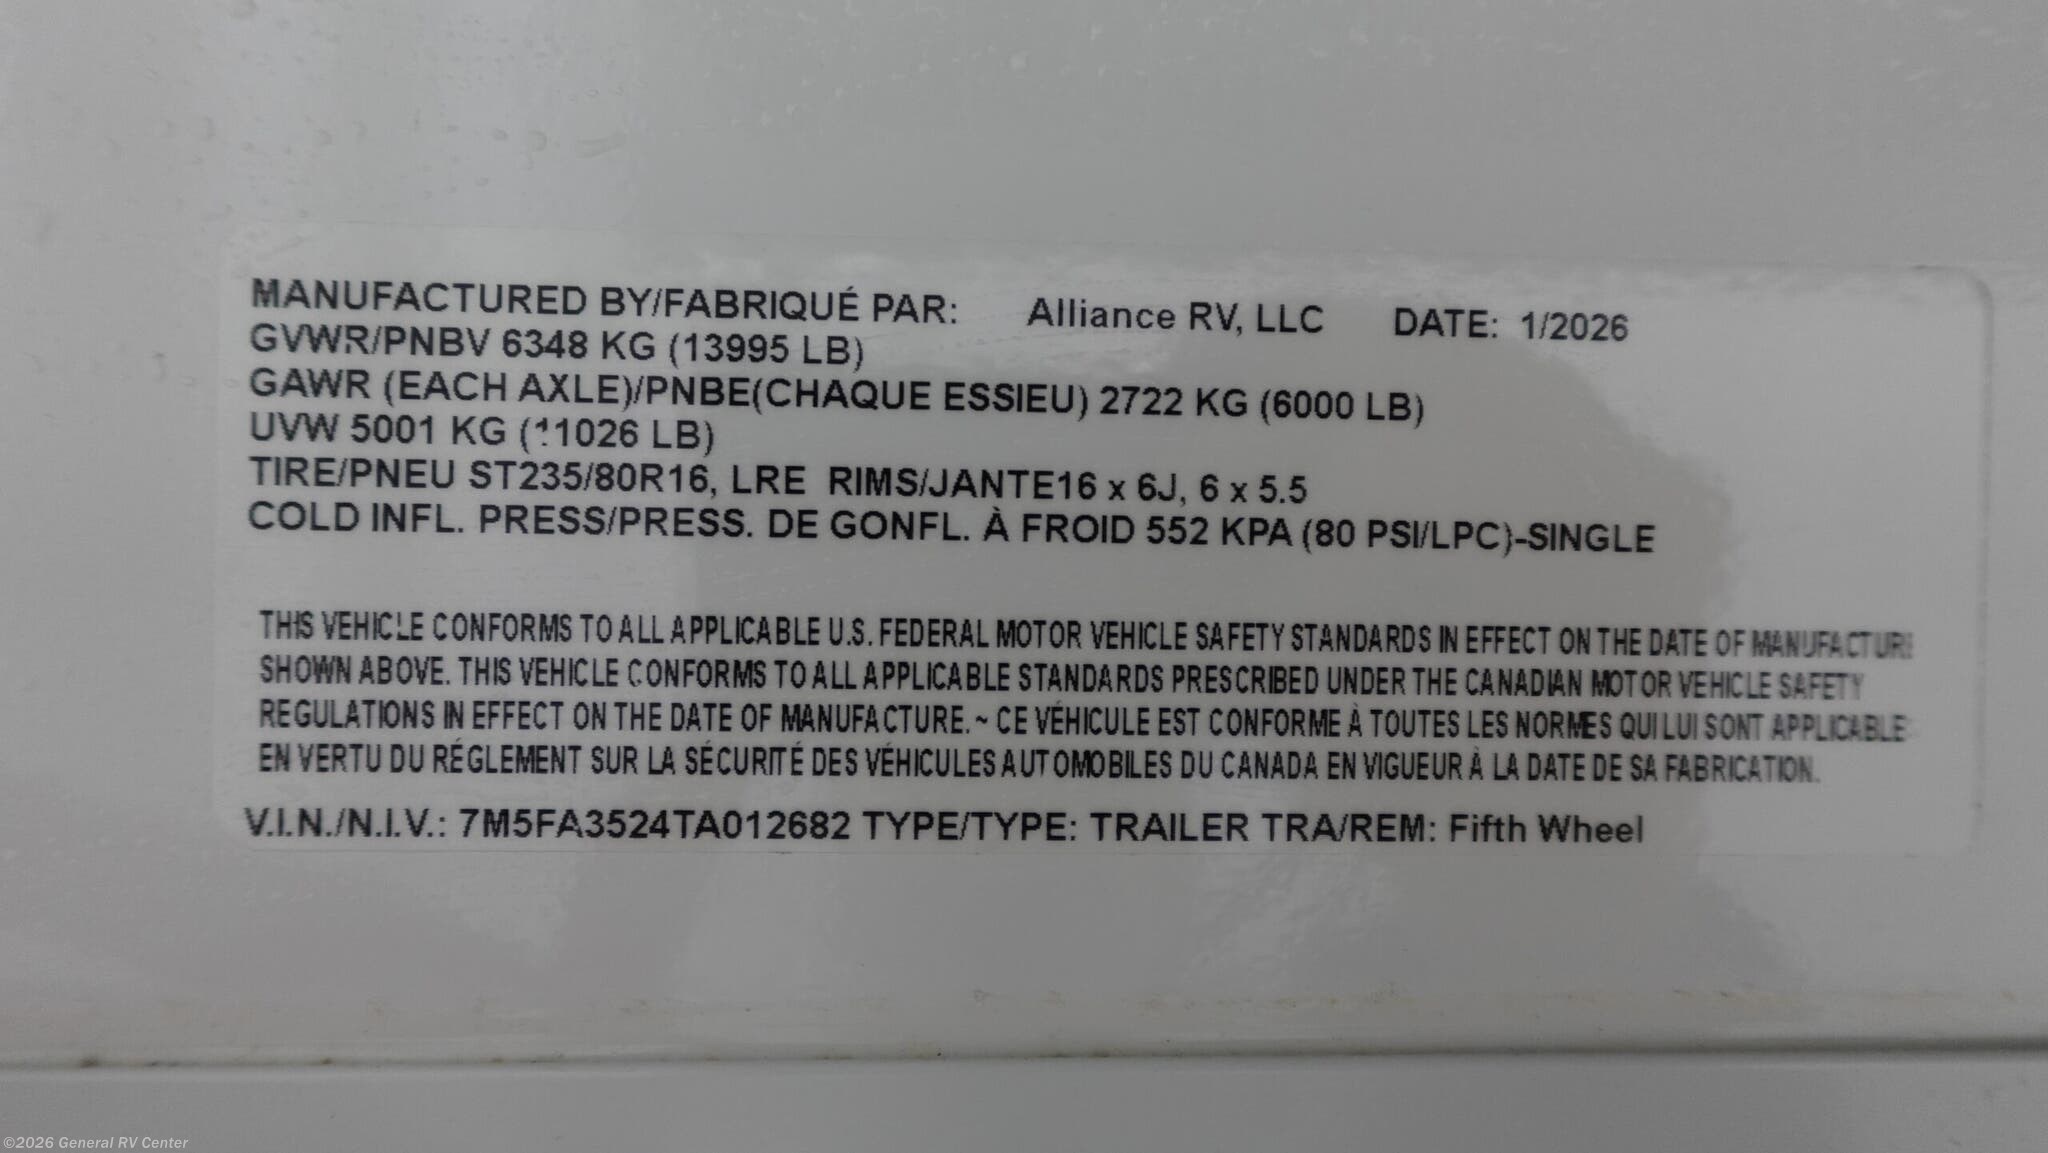 MANUFACTURED BY/FABRIQUÉ PAR: Alliance RV, LLC DATE: 1/2026
GVWR/PNBV 6348 KG (13995 LB)
GAWR (EACH AXLE)/PNBE(CHAQUE ESSIEU) 2722 KG (6000 LB)
UVW 5001 KG (11026 LB)
TIRE/PNEU ST235/80R16, LRE RIMS/JANTE16 x 6J, 6 x 5.5
COLD INFL. PRESS/PRESS. DE GONFL. À FROID 552 KPA (80 PSI/LPC)-SINGLE
THIS VEHICLE CONFORMS TO ALL APPLICABLE U.S. FEDERAL MOTOR VEHICLE SAFETY STANDARDS IN EFFECT ON THE DATE OF MANUFACTURE
SHOWN ABOVE. THIS VEHICLE CONFORMS TO ALL APPLICABLE STANDARDS PRESCRIBED UNDER THE CANADIAN MOTOR VEHICLE SAFETY
REGULATIONS IN EFFECT ON THE DATE OF MANUFACTURE. ~ CE VÉHICULE EST CONFORME À TOUTES LES NORMES QUI LUI SONT APPLICABLES
EN VERTU DU RÉGLEMENT SUR LA SÉCURITÉ DES VÉHICULES AUTOMOBILES DU CANADA EN VIGUEUR À LA DATE DE SA FABRICATION.
V.I.N./N.I.V.: 7M5FA3524TA012682 TYPE/TYPE: TRAILER TRA/REM: Fifth Wheel
©2026 General RV Center